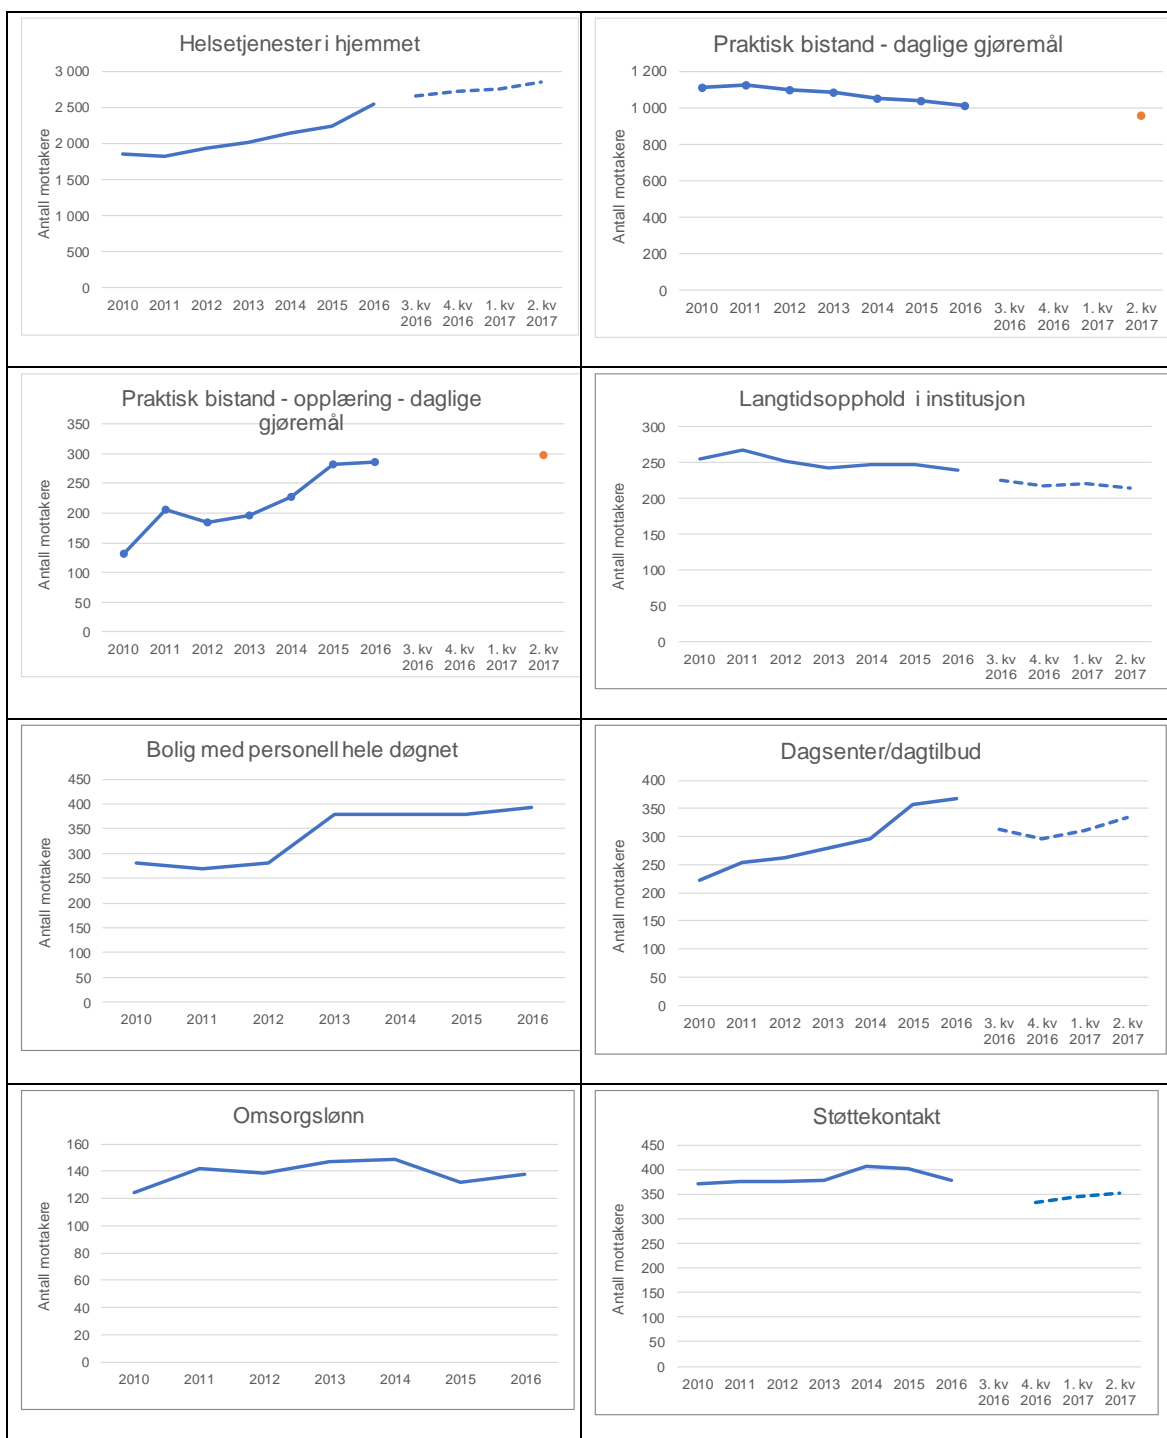 Helsetjenester i hjemmet
Antall mottakere
3 000
2 500
2 000
1 500
1 000
500
0
2010 2011 2012 2013 2014 2015 2016 3. kv 4. kv 1. kv 2. kv
2016 2016 2017 2017
Praktisk bistand - daglige gjøremål
Antall mottakere
1 200
1 000
800
600
400
200
0
2010 2011 2012 2013 2014 2015 2016 3. kv 4. kv 1. kv 2. kv
2016 2016 2017 2017
Praktisk bistand - opplæring - daglige
gjøremål
Antall mottakere
350
300
250
200
150
100
50
0
2010 2011 2012 2013 2014 2015 2016 3. kv 4. kv 1. kv 2. kv
2016 2016 2017 2017
Langtidsopphold i institusjon
Antall mottakere
300
250
200
150
100
50
0
2010 2011 2012 2013 2014 2015 2016 3. kv 4. kv 1. kv 2. kv
2016 2016 2017 2017
Bolig med personell hele døgnet
Antall mottakere
450
400
350
300
250
200
150
100
50
0
2010 2011 2012 2013 2014 2015 2016
Dagsenter/dagtilbud
Antall mottakere
400
350
300
250
200
150
100
50
0
2010 2011 2012 2013 2014 2015 2016 3. kv 4. kv 1. kv 2. kv
2016 2016 2017 2017
Omsorgslønn
Antall mottakere
160
140
120
100
80
60
40
20
0
2010 2011 2012 2013 2014 2015 2016
Støttekontakt
Antall mottakere
450
400
350
300
250
200
150
100
50
0
2010 2011 2012 2013 2014 2015 2016 3. kv 4. kv 1. kv 2. kv
2016 2016 2017 2017